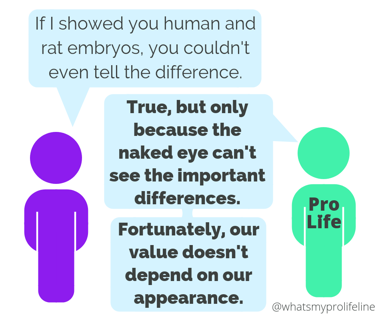 If I showed you human and
rat embryos, you couldn't
even tell the difference.
True, but only
because the
naked eye can't
see the important
differences.
Fortunately, our
value doesn't
depend on our
appearance.
Pro
Life
@whatsmyprolifeline